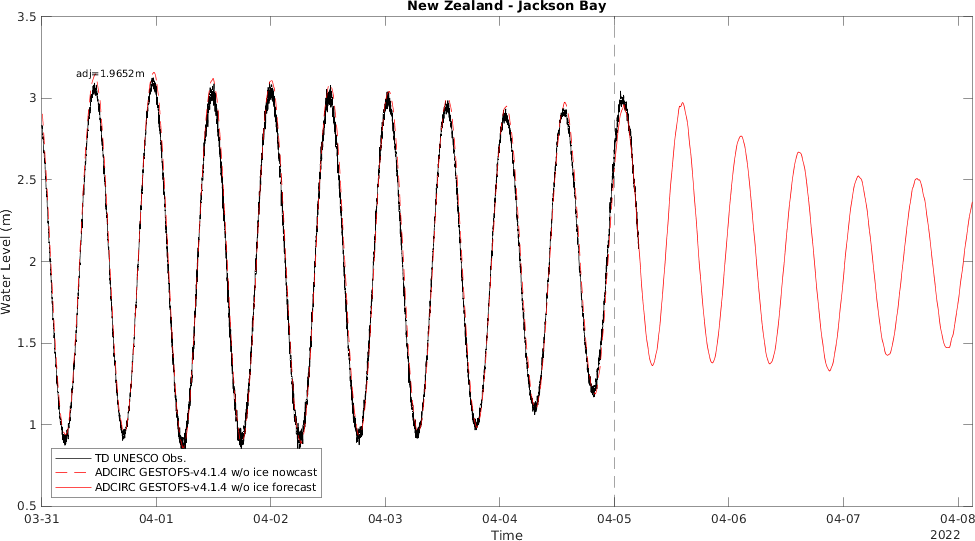 New Zealand - Jackson Bay
3.5
adj=1.9652m
3
2.5
Water Level (m)
2
1.5
1
TD UNESCO Obs.
ADCIRC GESTOFS-v4.1.4 w/o ice nowcast
ADCIRC GESTOFS-v4.1.4 w/o ice forecast
0.5
03-31 04-01 04-02 04-03 04-04 04-05 04-06 04-07 04-08
Time
2022